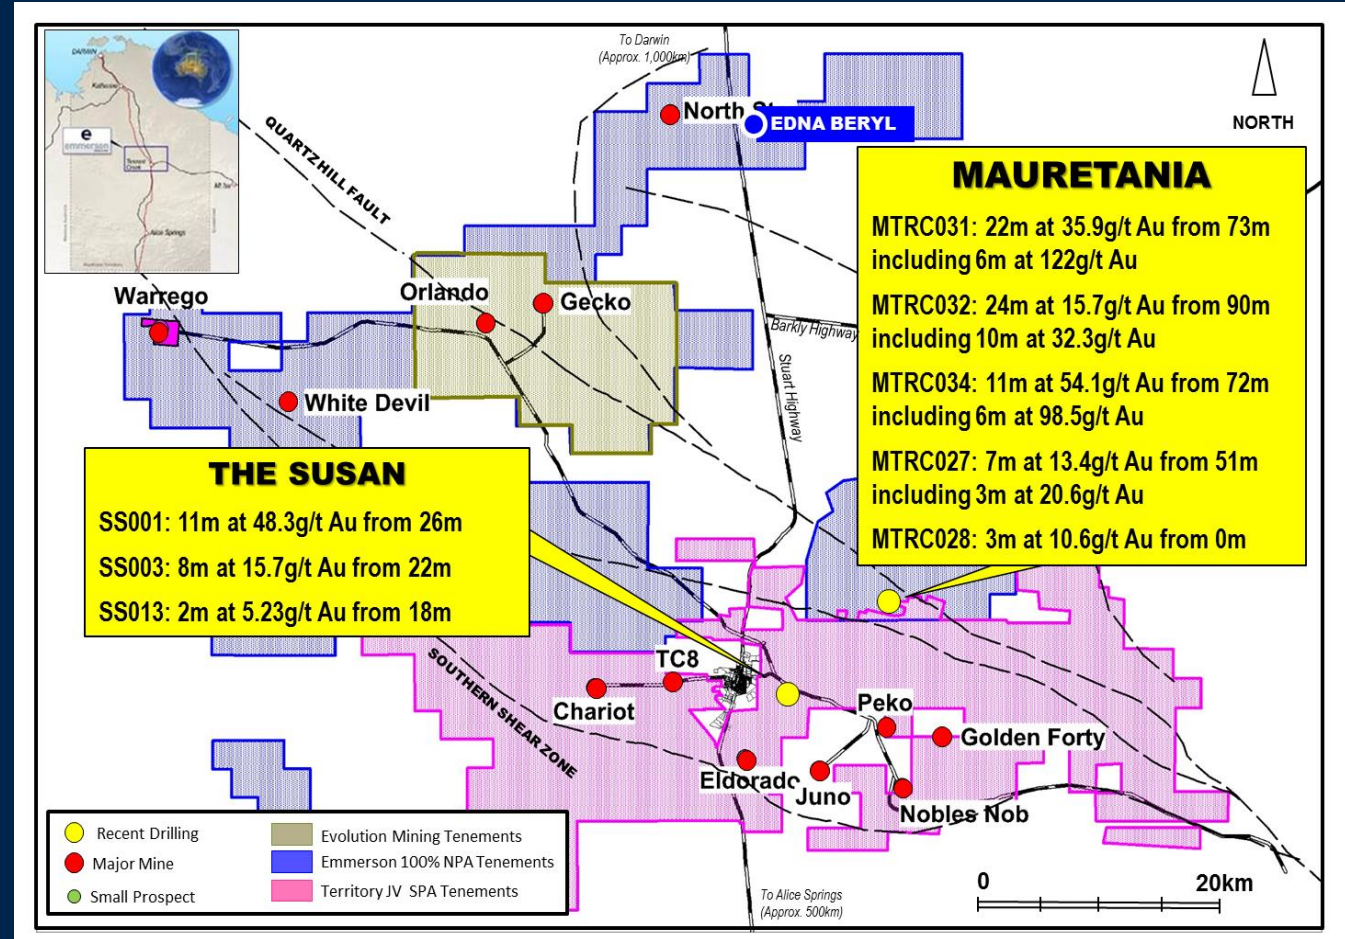 DARWIN
Katherine
e
emmerson
Tennant
Creek
Alice Springs
To Darwin
(Approx. 1,000km)
North
EDNA BERYL
NORTH
QUARTZHILL FAULT
MAURETANIA
MTRC031: 22m at 35.9g/t Au from 73m
including 6m at 122g/t Au
MTRC032: 24m at 15.7g/t Au from 90m
including 10m at 32.3g/t Au
MTRC034: 11m at 54.1g/t Au from 72m
including 6m at 98.5g/t Au
MTRC027: 7m at 13.4g/t Au from 51m
including 3m at 20.6g/t Au
MTRC028: 3m at 10.6g/t Au from 0m
Warrego
Orlando
Gecko
Barkly Highway
Stuart Highway
White Devil
THE SUSAN
SS001: 11m at 48.3g/t Au from 26m
SS003: 8m at 15.7g/t Au from 22m
SS013: 2m at 5.23g/t Au from 18m
SOUTHERN SHEAR ZONE
TC8
Chariot
Peko
Golden Forty
Eldorado
Juno
Nobles Nob
Recent Drilling
Major Mine
Small Prospect
Evolution Mining Tenements
Emmerson 100% NPA Tenements
Territory JV SPA Tenements
To Alice Springs
(Approx. 500km)
0
20km